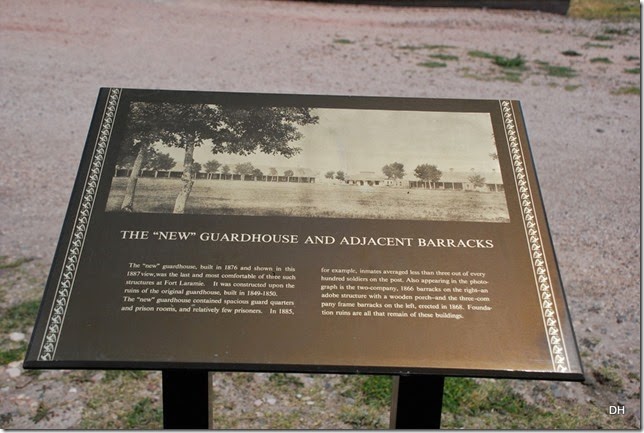 THE "NEW" GUARDHOUSE AND ADJACENT BARRACKS
The "new" guardhouse, built in 1876 and shown in this
1887 view, was the last and most comfortable of three such
structures at Fort Laramie. It was constructed upon the
ruins of the original guardhouse, built in 1849-1850.
The "new" guardhouse contained spacious guard quarters
and prison rooms, and relatively few prisoners. In 1885,
for example, inmates averaged less than three out of every
hundred soldiers on the post. Also appearing in the photo-
graph is the two-company, 1866 barracks on the right–an
adobe structure with a wooden porch–and the three-com-
pany frame barracks on the left, erected in 1868. Founda-
tion ruins are all that remain of these buildings.
DH